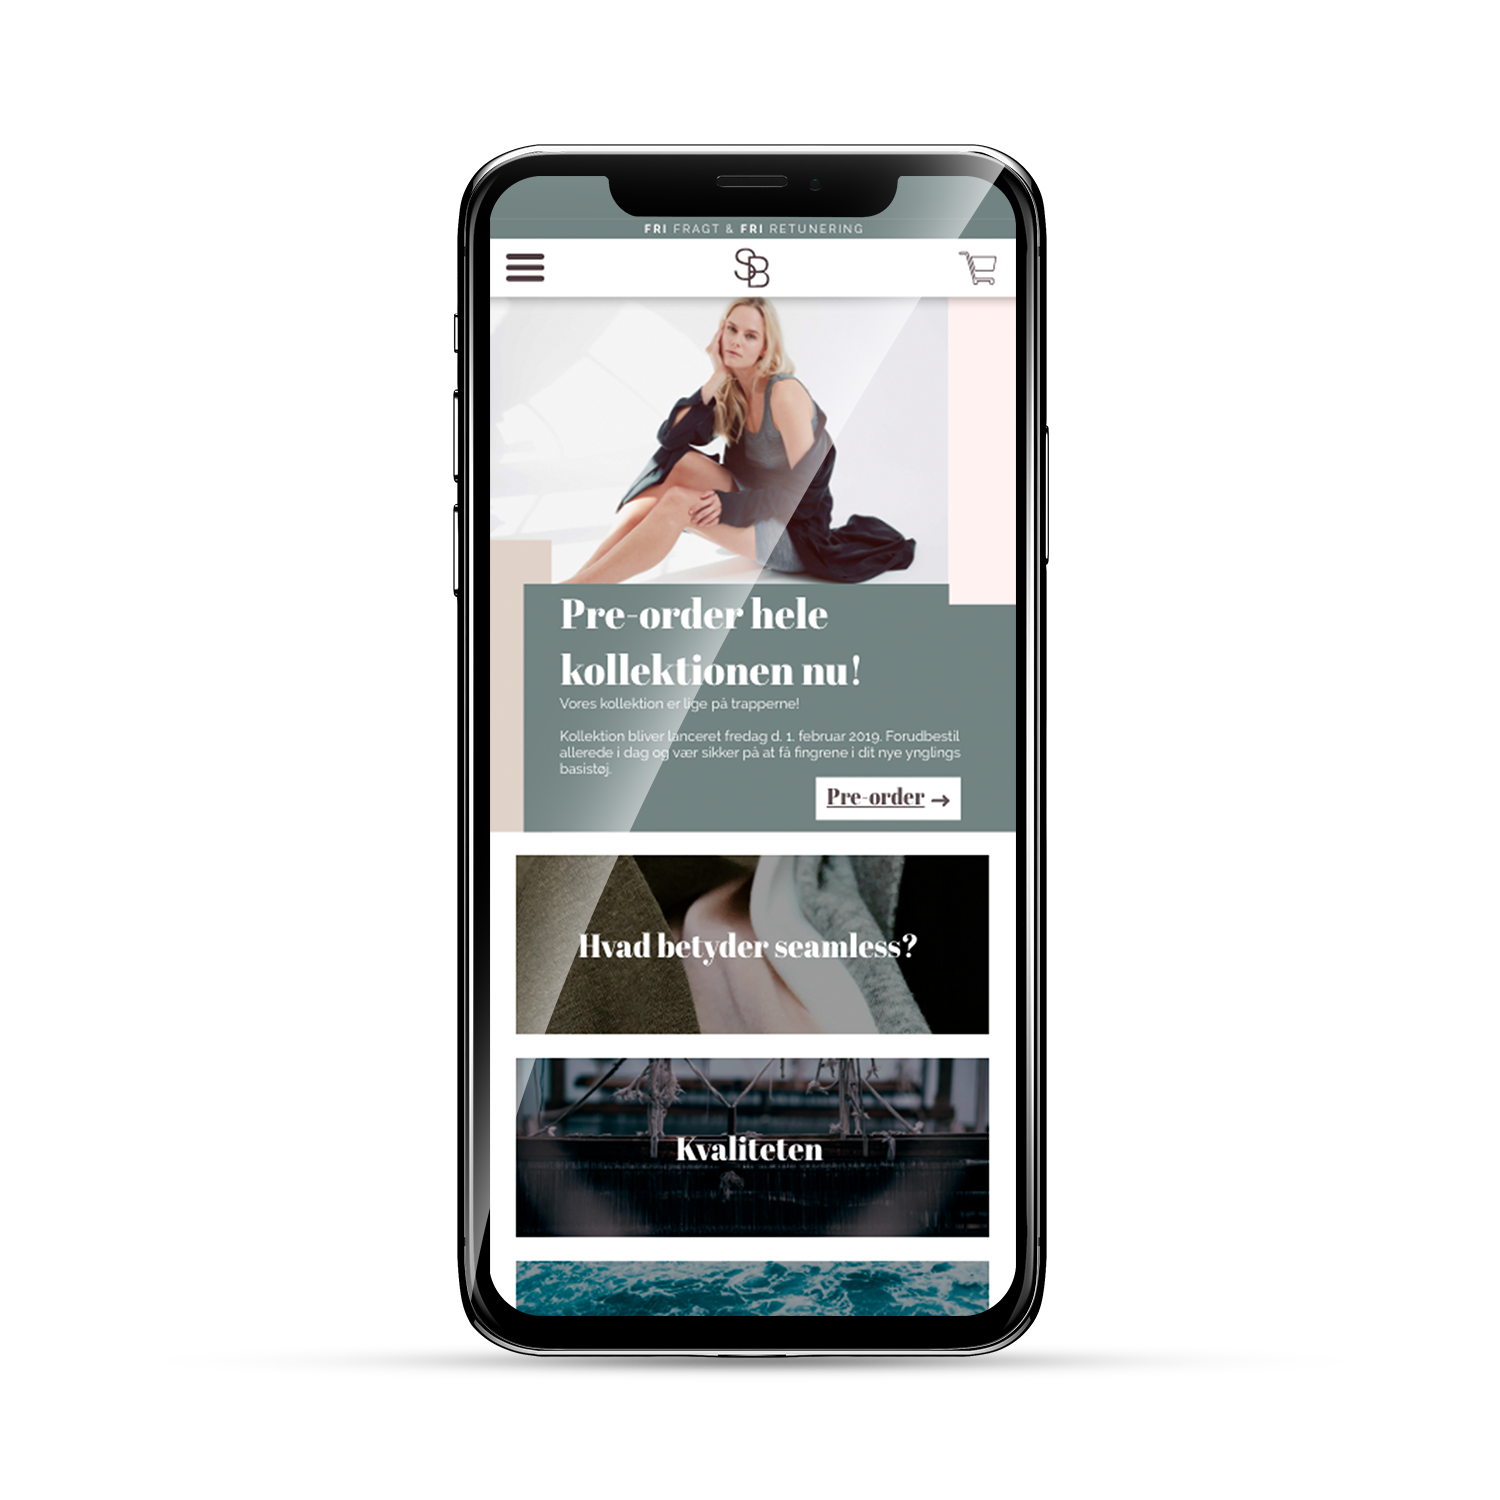 FRI FRAGT & FRI RETUNERING
SB
Pre-order hele
kollektionen nu!
Vores kollektion er lige på trapperne!
Kollektion bliver lanceret fredag d. 1. februar 2019. Forudbestil
allerede i dag og vær sikker på at få fingrene i dit nye ynglings
basistøj.
Pre-order →
Hvad betyder seamless?
Kvaliteten